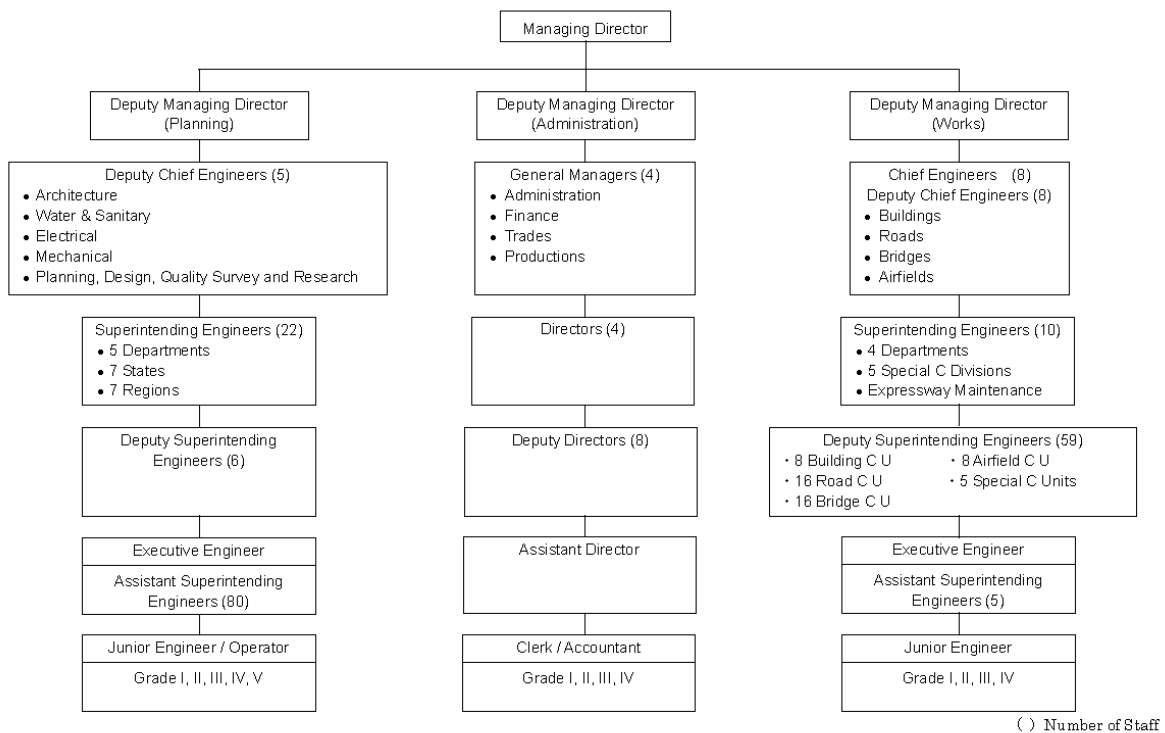 Managing Director
Deputy Managing Director
(Planning)
Deputy Chief Engineers (5)
• Architecture
• Water & Sanitary
• Electrical
• Mechanical
• Planning, Design, Quality Survey and Research
Superintending Engineers (22)
• 5 Departments
• 7 States
• 7 Regions
Deputy Superintending
Engineers (6)
Executive Engineer
Assistant Superintending
Engineers (80)
Junior Engineer / Operator
Grade I, II, III, IV, V
Deputy Managing Director
(Administration)
General Managers (4)
• Administration
• Finance
• Trades
• Productions
Directors (4)
Deputy Directors (8)
Assistant Director
Clerk / Accountant
Grade I, II, III, IV
Deputy Managing Director
(Works)
Chief Engineers (8)
Deputy Chief Engineers (8)
• Buildings
• Roads
• Bridges
• Airfields
Superintending Engineers (10)
• 4 Departments
• 5 Special C Divisions
• Expressway Maintenance
Deputy Superintending Engineers (59)
・8 Building C U ・8 Airfield C U
・16 Road C U ・5 Special C Units
・16 Bridge C U
Executive Engineer
Assistant Superintending
Engineers (5)
Junior Engineer
Grade I, II, III, IV
( ) Number of Staff